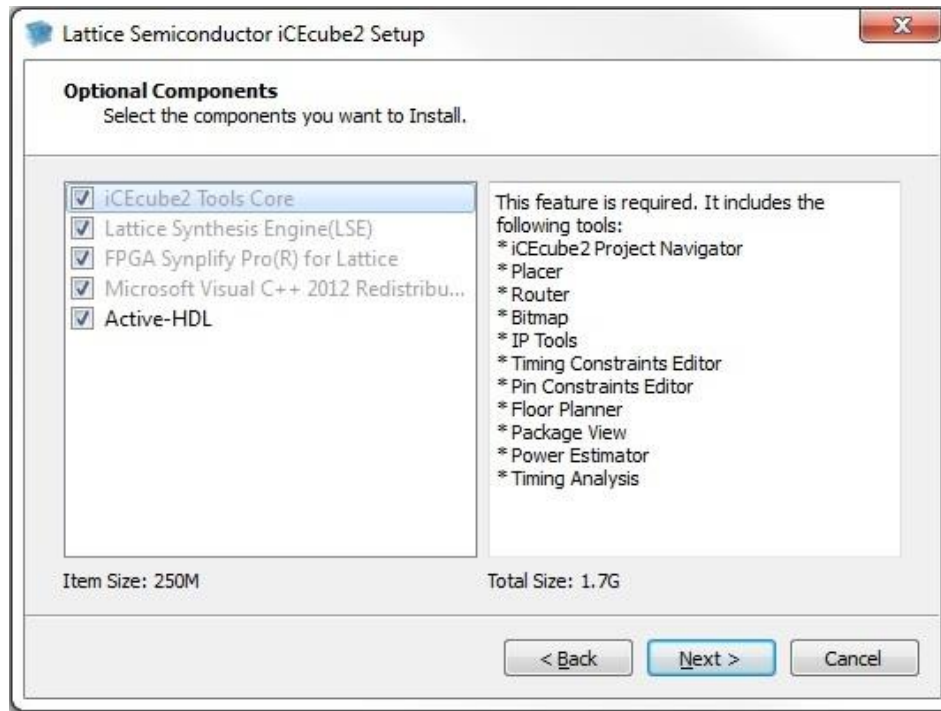 Lattice Semiconductor iCEcube2 Setup
Optional Components
Select the components you want to Install.
iCEcube2 Tools Core
Lattice Synthesis Engine(LSE)
FPGA Synplify Pro(R) for Lattice
Microsoft Visual C++ 2012 Redistribu...
Active-HDL
This feature is required. It includes the
following tools:
* iCEcube2 Project Navigator
* Placer
* Router
* Bitmap
* IP Tools
* Timing Constraints Editor
* Pin Constraints Editor
* Floor Planner
* Package View
* Power Estimator
* Timing Analysis
Item Size: 250M
Total Size: 1.7G
< Back
Next >
Cancel